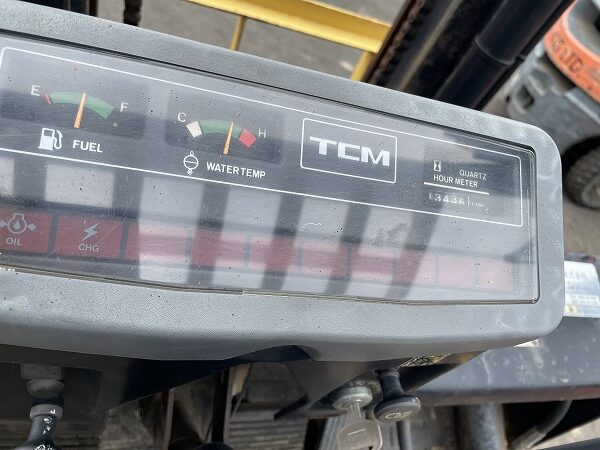 E F
FUEL
C H
WATER TEMP
TCM
QUARTZ
HOUR METER
OIL
CHG